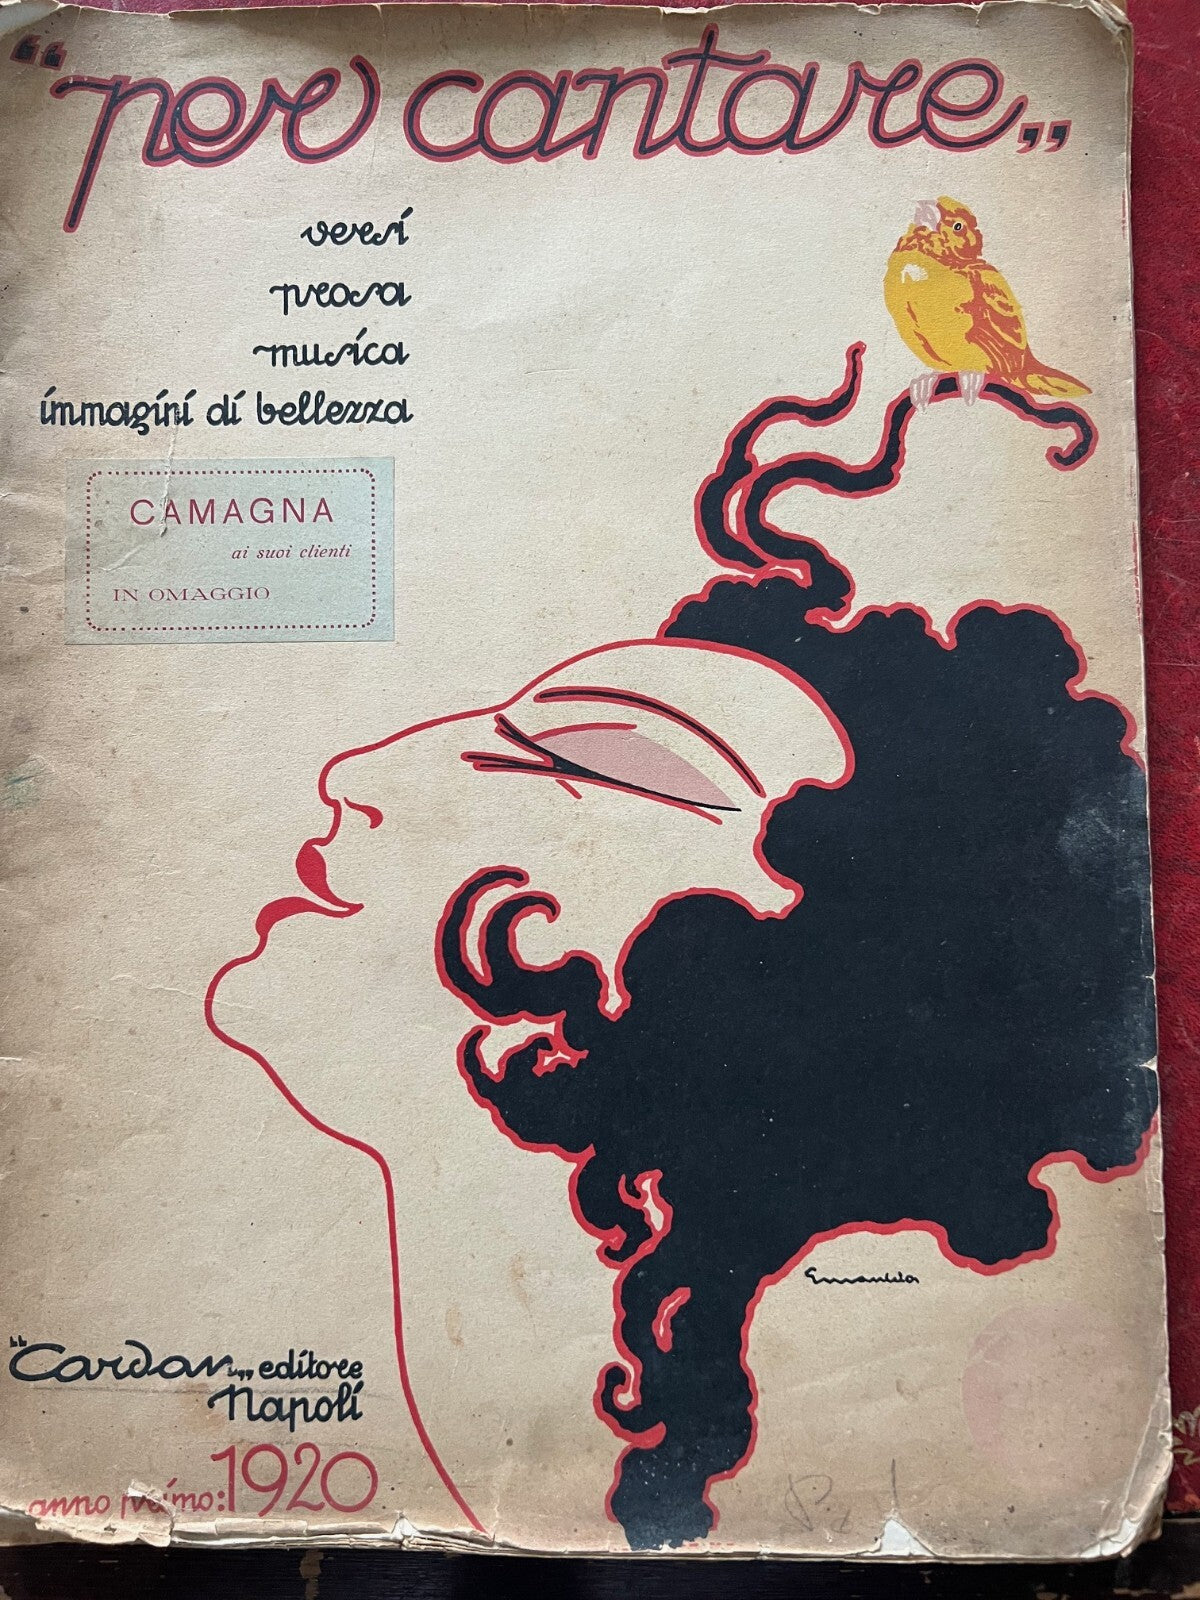 “per cantare„
versi
prosa
musica
immagini di bellezza
CAMAGNA
ai suoi clienti
IN OMAGGIO
“Cardan„ editore
Napoli
anno primo: 1920